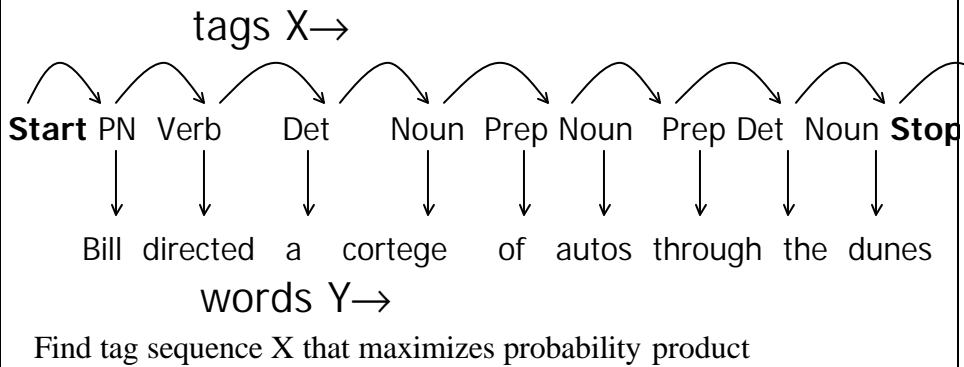 tags X→
Start PN Verb Det Noun Prep Noun Prep Det Noun Stop
Bill directed a cortege of autos through the dunes
words Y→
Find tag sequence X that maximizes probability product